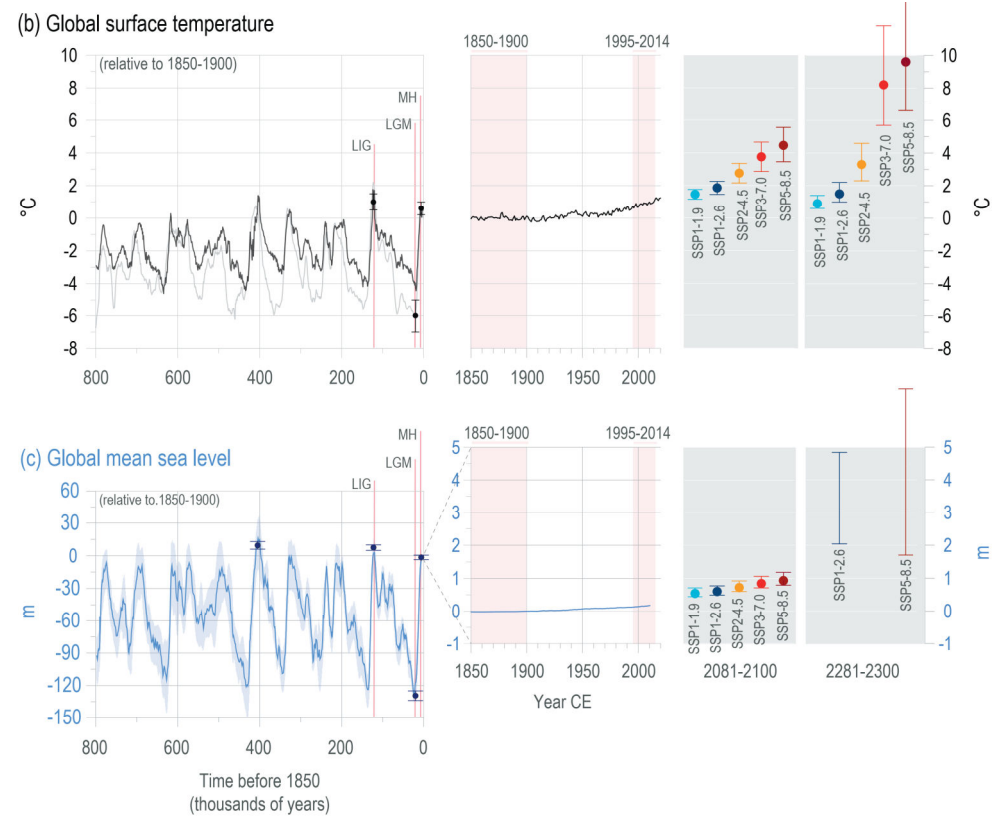 (b) Global surface temperature
(relative to 1850-1900)
MH
LGM
LIG
1850-1900
1995-2014
10
8
6
4
2
0
-2
-4
-6
-8
°C
800
600
400
200
0
1850
1900
1950
2000
SSP1-1.9
SSP1-2.6
SSP2-4.5
SSP3-7.0
SSP5-8.5
SSP1-1.9
SSP1-2.6
SSP2-4.5
SSP3-7.0
SSP5-8.5
10
8
6
4
2
0
-2
-4
-6
-8
°C
(c) Global mean sea level
(relative to.1850-1900)
MH
LGM
LIG
60
30
0
-30
-60
-90
-120
-150
m
800
600
400
200
0
Time before 1850
(thousands of years)
1850-1900
1995-2014
5
4
3
2
1
0
-1
1850
1900
1950
2000
Year CE
SSP1-1.9
SSP1-2.6
SSP2-4.5
SSP3-7.0
SSP5-8.5
2081-2100
SSP1-2.6
SSP5-8.5
2281-2300
5
4
3
2
1
0
-1
m